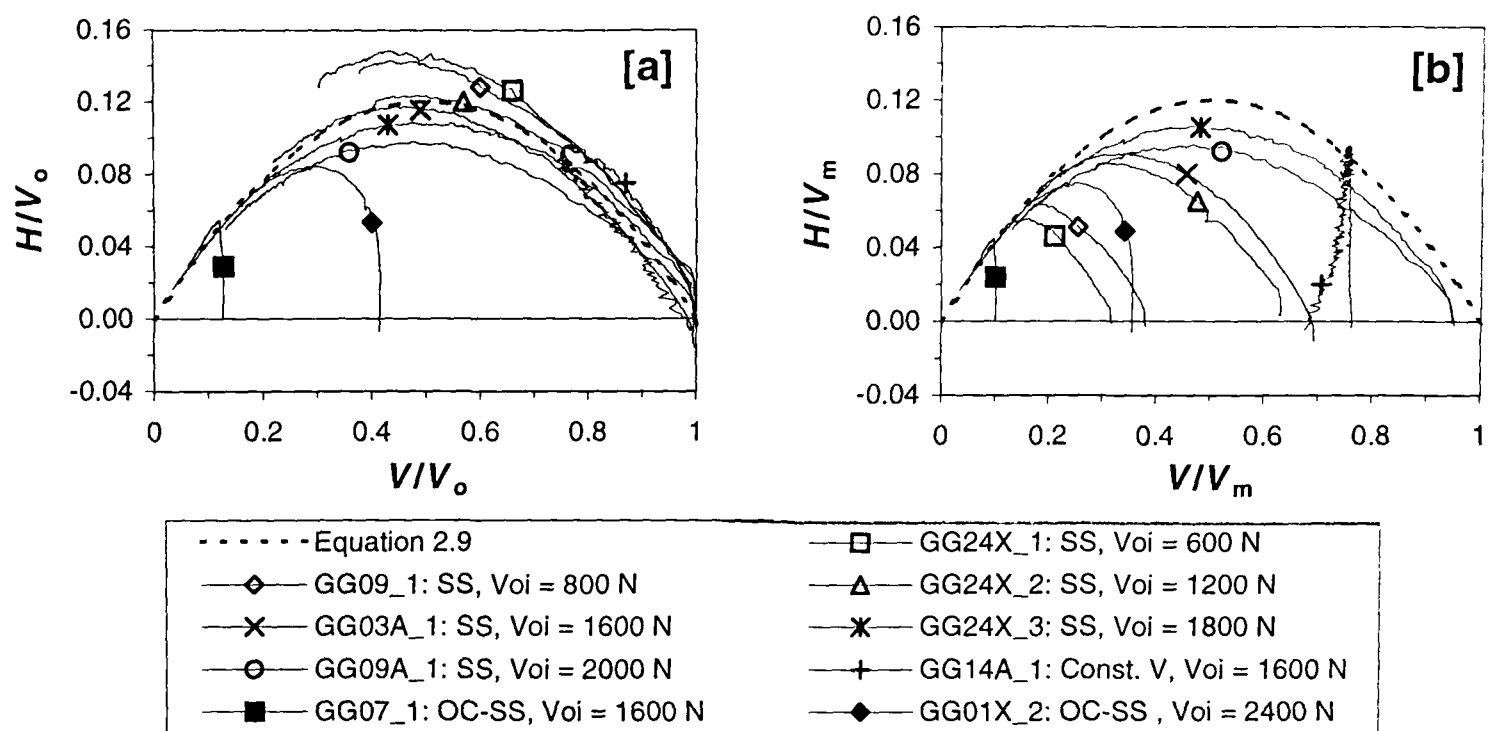 [a]
0.16
0.12
0.08
0.04
0.00
-0.04
H/Vo
0 0.2 0.4 0.6 0.8 1
V/Vo
[b]
0.16
0.12
0.08
0.04
0.00
-0.04
H/Vm
0 0.2 0.4 0.6 0.8 1
V/Vm
Equation 2.9
GG09_1: SS, Voi = 800 N
GG03A_1: SS, Voi = 1600 N
GG09A_1: SS, Voi = 2000 N
GG07_1: OC-SS, Voi = 1600 N
GG24X_1: SS, Voi = 600 N
GG24X_2: SS, Voi = 1200 N
GG24X_3: SS, Voi = 1800 N
GG14A_1: Const. V, Voi = 1600 N
GG01X_2: OC-SS , Voi = 2400 N